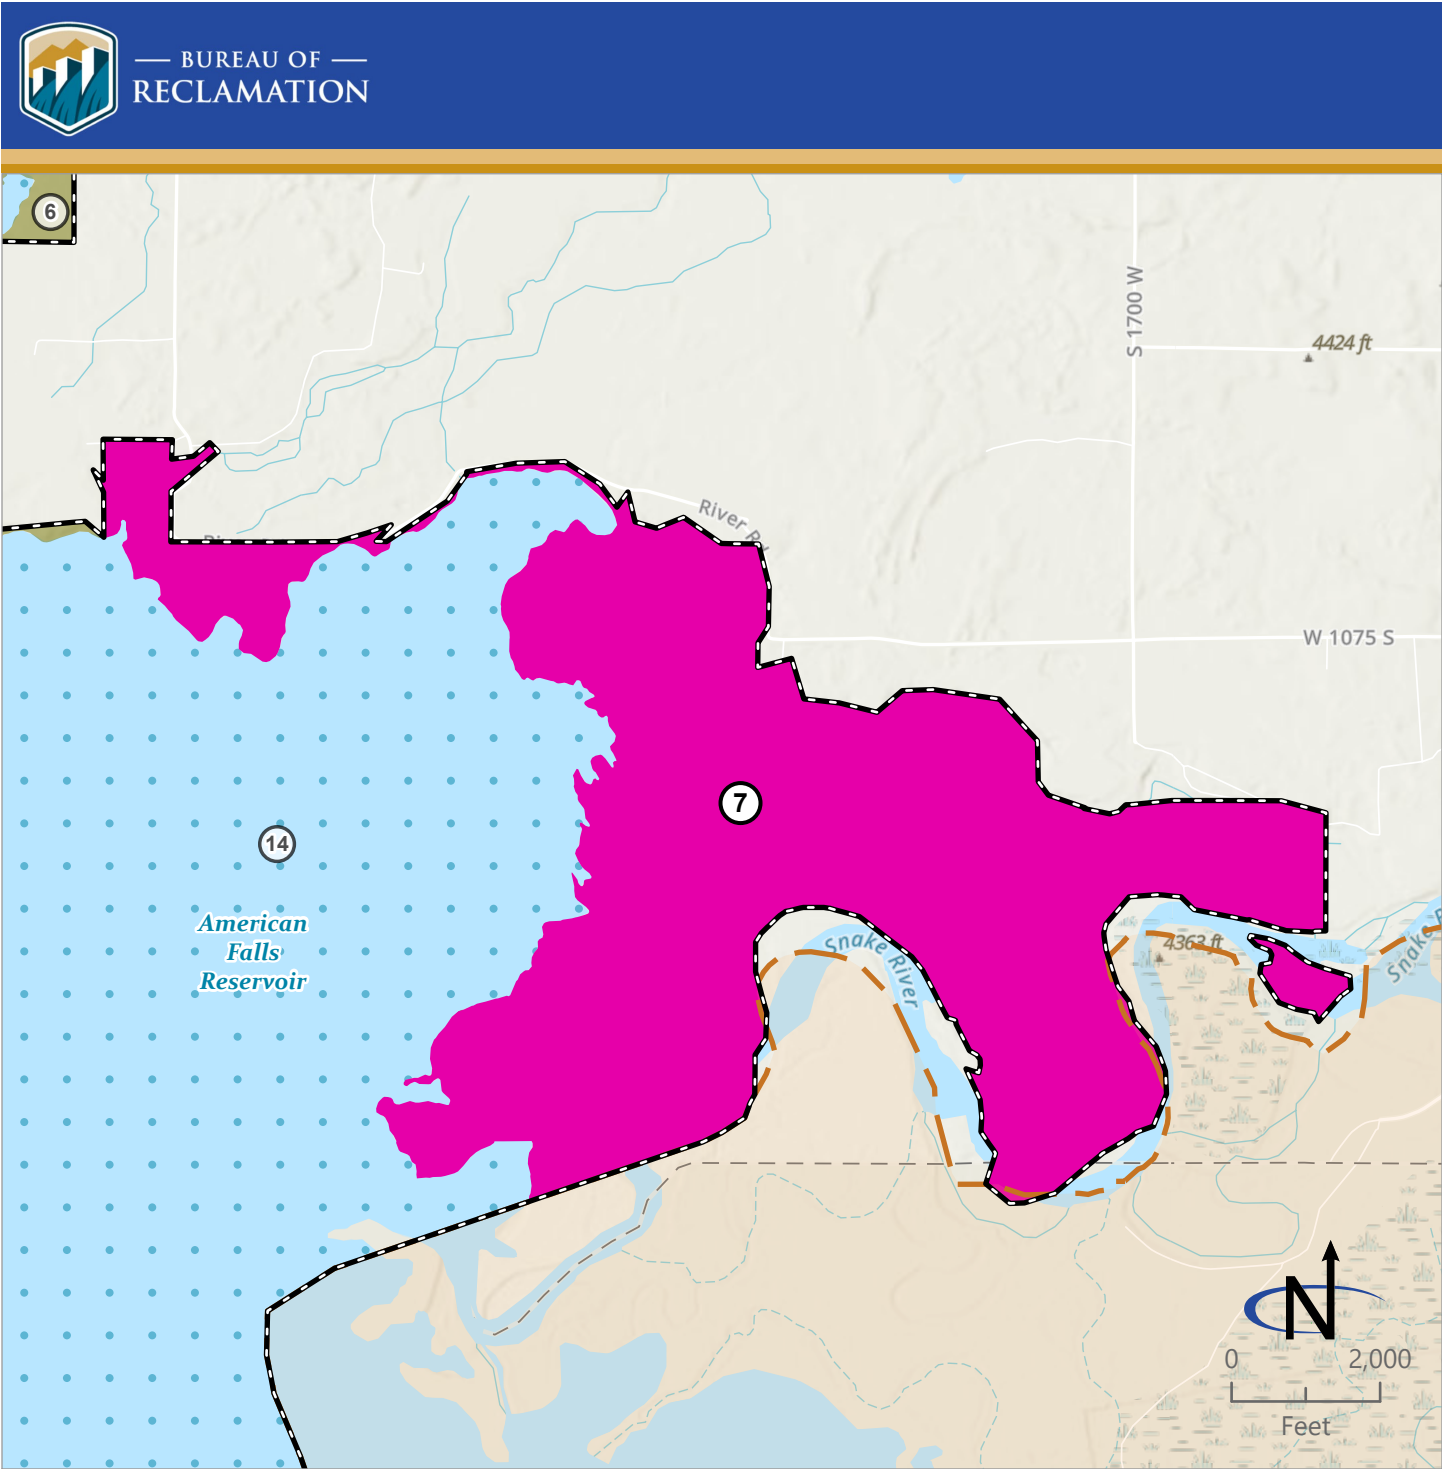 BUREAU OF
RECLAMATION
6
S 1700 W
4424 ft
River Rd
W 1075 S
7
14
American
Falls
Reservoir
Snake River
4363 ft
Snake
N
0 2,000
Feet